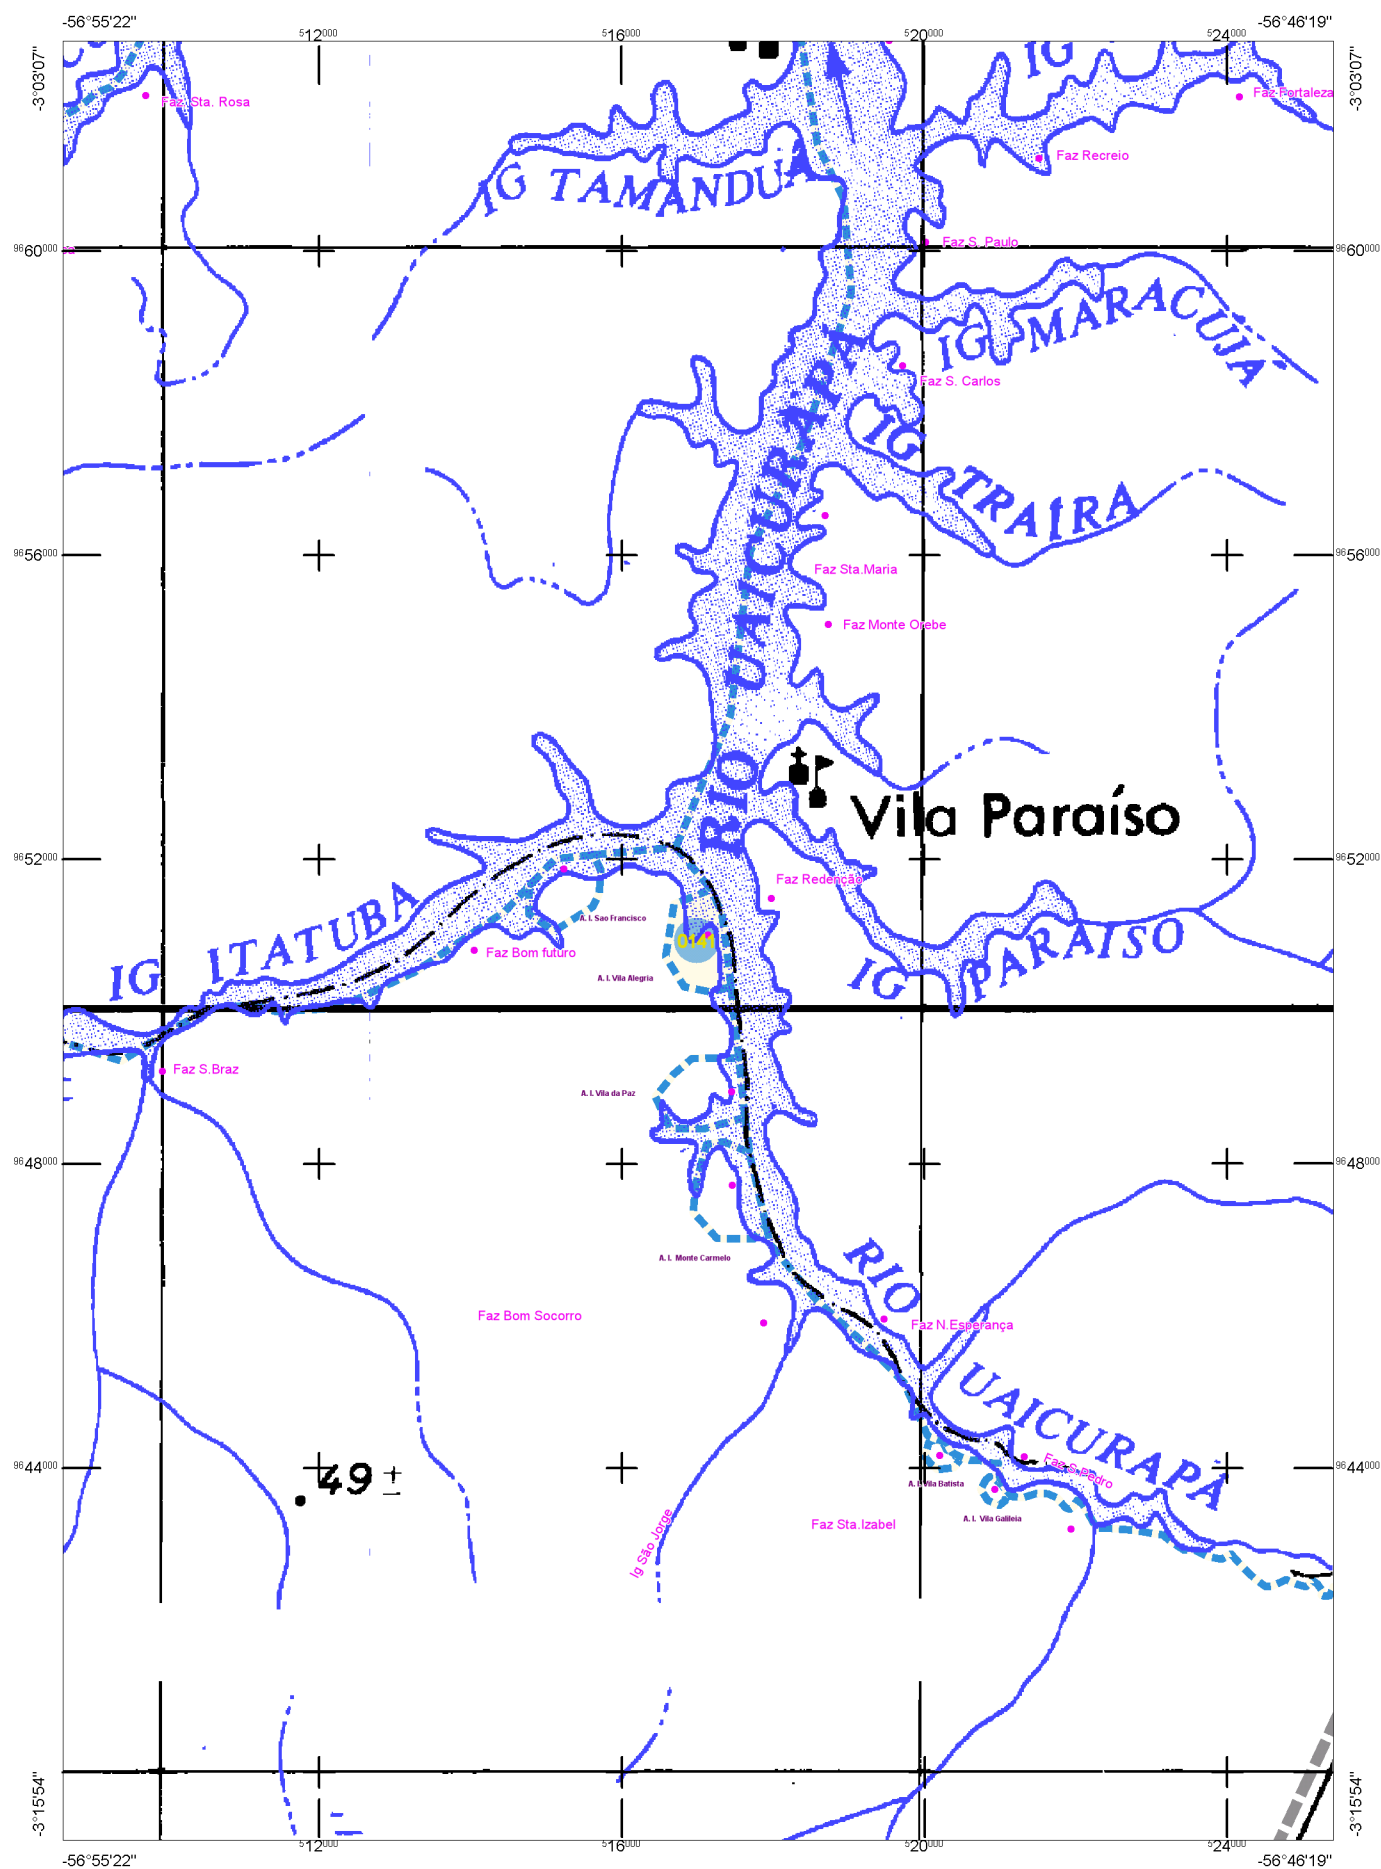 -56°55'22"
-56°46'19"
512000
516000
520000
524000
-3°03'07"
-3°03'07"
IG
Faz Sta. Rosa
Faz Fortaleza
Faz Recreio
IG TAMANDUÁ
9660000
Faz S. Paulo
9660000
IG MARACUJÁ
Faz S. Carlos
IG TRAÍRA
RIO UAICURAPÁ
9656000
9656000
Faz Sta.Maria
Faz Monte Orebe
Vila Paraíso
9652000
9652000
Faz Redenção
IG ITATUBA
A. I. Sao Francisco
0141
Faz Bom futuro
A. I. Vila Alegria
IG PARAÍSO
Faz S.Braz
A. I. Vila da Paz
9648000
9648000
A. I. Monte Carmelo
RIO UAICURAPÁ
Faz Bom Socorro
Faz N.Esperança
49±
9644000
9644000
Faz S.Pedro
A. I. Vila Batista
A. I. Vila Galileia
Faz Sta.Izabel
Ig São Jorge
-3°15'54"
-3°15'54"
512000
516000
520000
524000
-56°55'22"
-56°46'19"